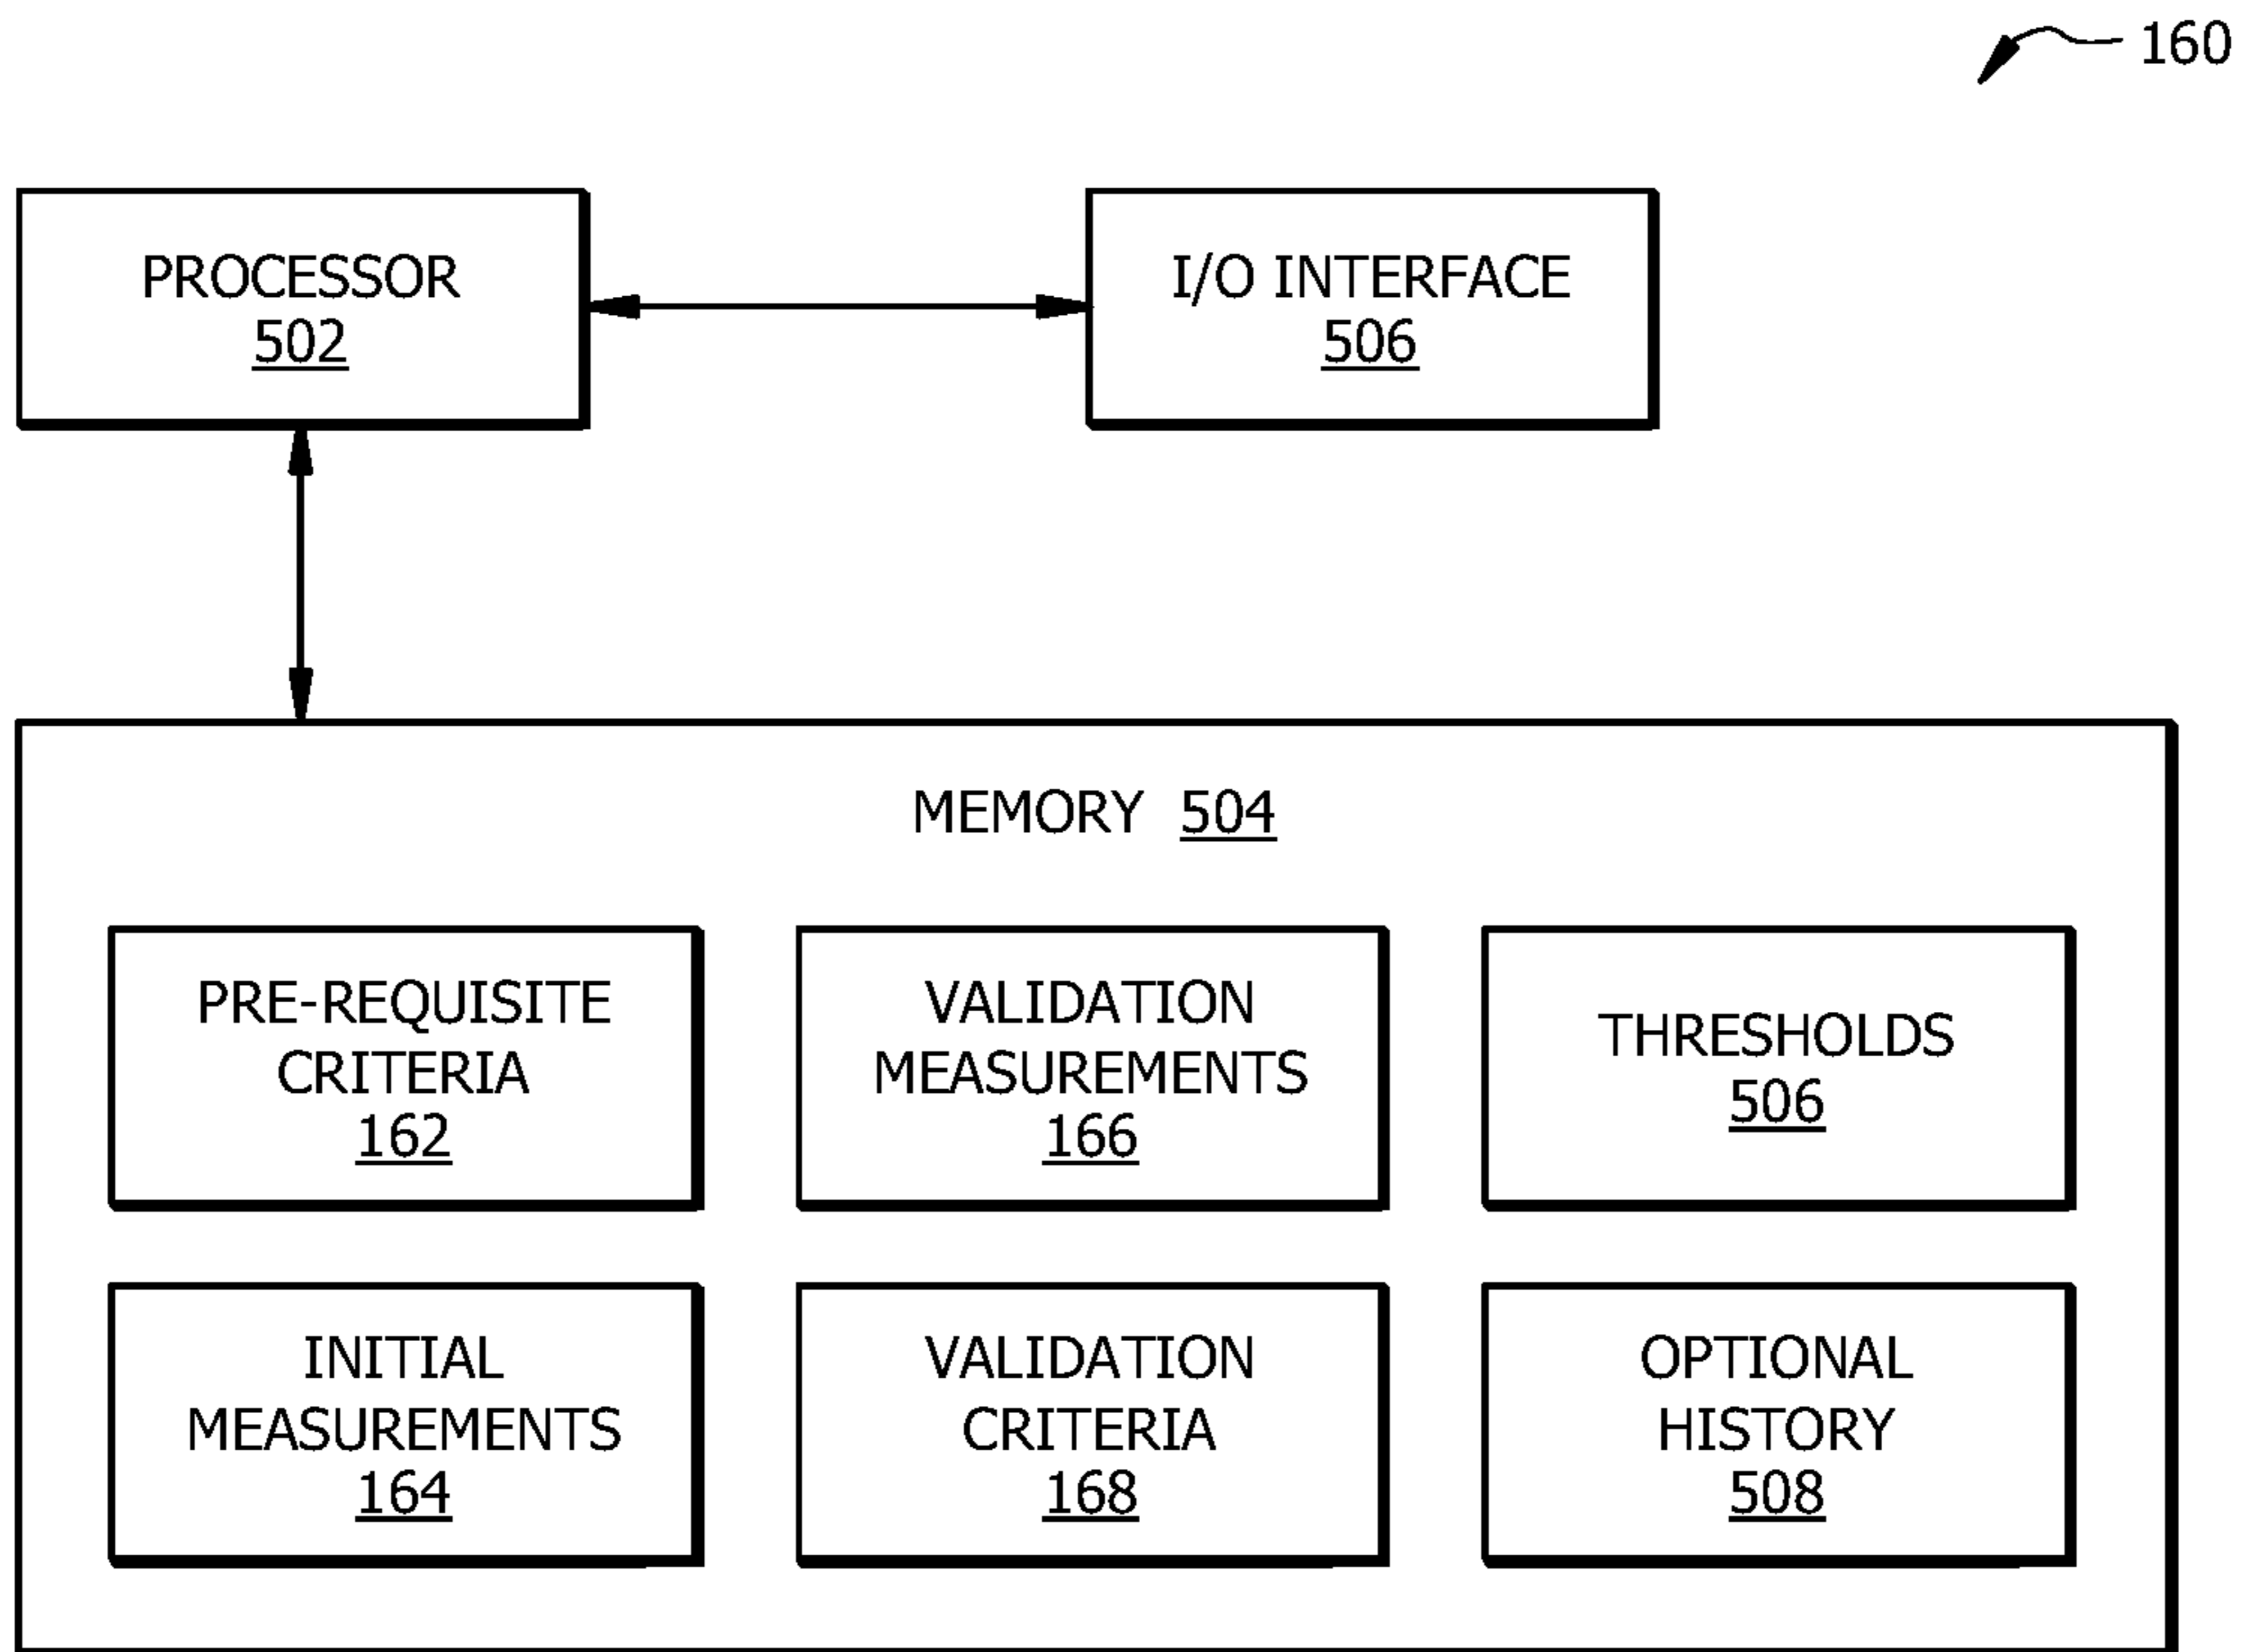 160
PROCESSOR
502
I/O INTERFACE
506
MEMORY 504
PRE-REQUISITE
CRITERIA
162
VALIDATION
MEASUREMENTS
166
THRESHOLDS
506
INITIAL
MEASUREMENTS
164
VALIDATION
CRITERIA
168
OPTIONAL
HISTORY
508